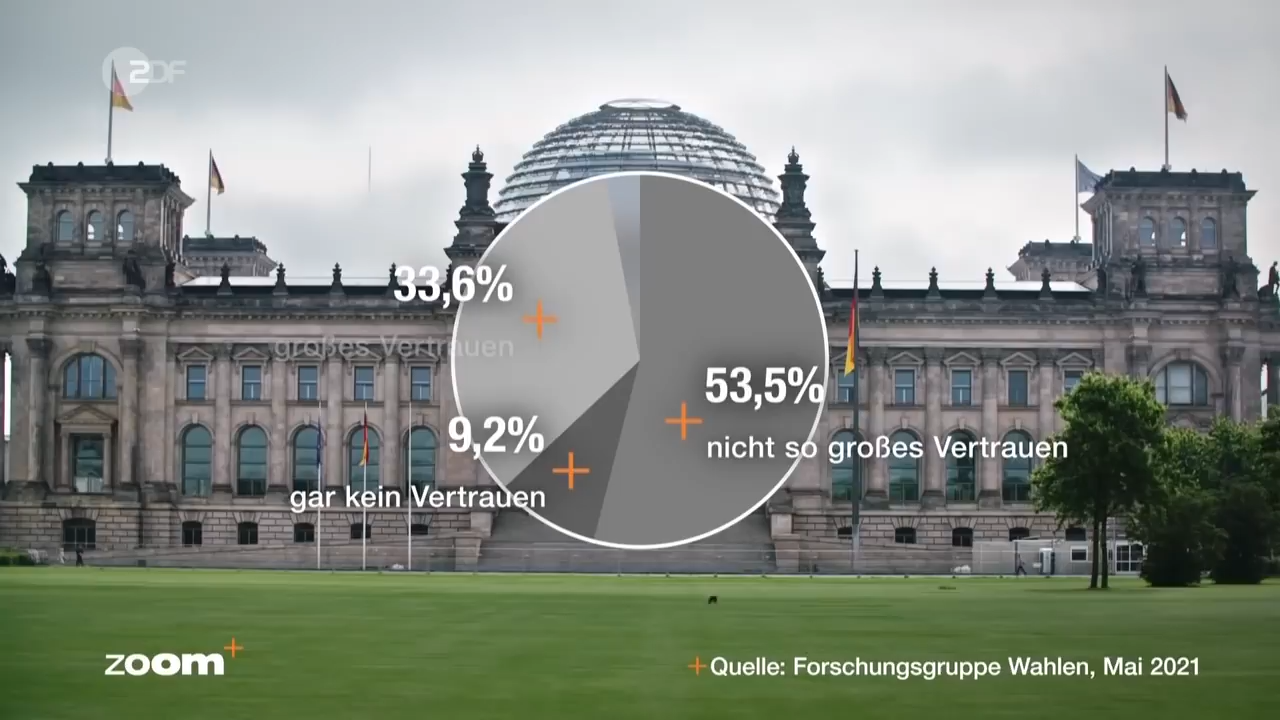 ZDF
33,6%
großes Vertrauen
53,5%
nicht so großes Vertrauen
9,2%
gar kein Vertrauen
zoom+
+Quelle: Forschungsgruppe Wahlen, Mai 2021